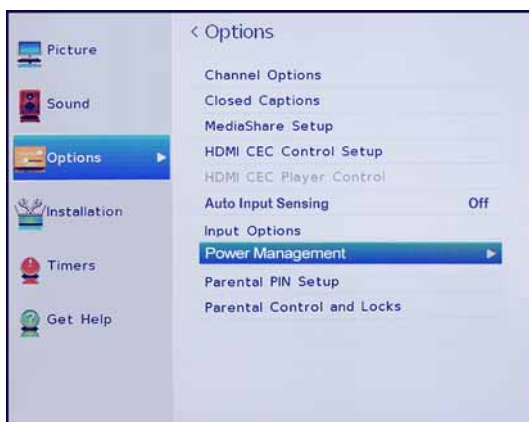 Picture
Sound
Options
Installation
Timers
Get Help
< Options
Channel Options
Closed Captions
MediaShare Setup
HDMI CEC Control Setup
HDMI CEC Player Control
Auto Input Sensing Off
Input Options
Power Management
Parental PIN Setup
Parental Control and Locks